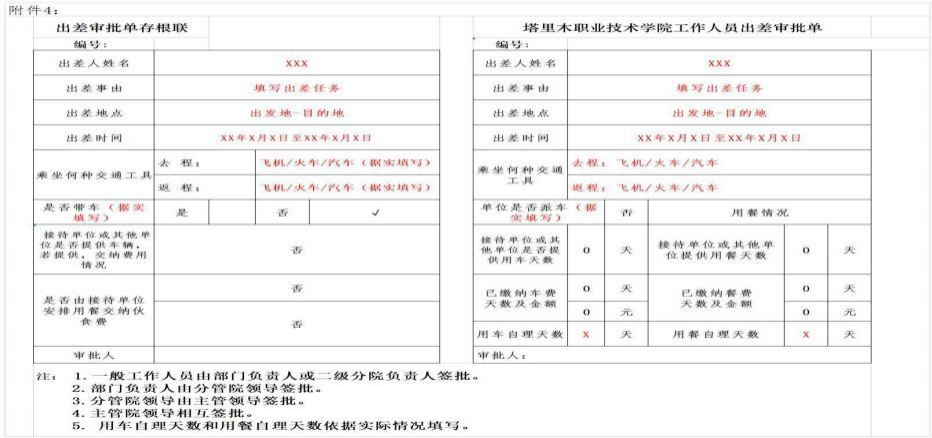 附件4：
出差审批单存根联
编号：
出差人姓名 XXX
出差事由 填写出差任务
出差地点 出发地-目的地
出差时间 XX年X月X日至XX年X月X日
乘坐何种交通工具 去 程： 飞机/火车/汽车（据实填写）
返 程： 飞机/火车/汽车（据实填写）
是否带车（据实
填写） 是 否 ✓
接待单位或其他单
位是否提供车辆，
若提供，交纳费用
情况 否
是否由接待单位
安排用餐交纳伙
食费 否
否
审批人
塔里木职业技术学院工作人员出差审批单
编号：
出差人姓名 XXX
出差事由 填写出差任务
出差地点 出发地-目的地
出差时间 XX年X月X日至XX年X月X日
乘坐何种交通
工具 去程： 飞机/火车/汽车
返程： 飞机/火车/汽车
单位是否派车（据
实填写） 否 用餐情况
接待单位或其
他单位是否提
供用车天数 0 天 接待单位或其他单
位提供用餐天数 0 天
已缴纳车费
天数及金额 0 天 已缴纳餐费
天数及金额 0 天
0 元 0 元
用车自理天数 X 天 用餐自理天数 X 天
审批人：
注： 1. 一般工作人员由部门负责人或二级分院负责人签批。
2. 部门负责人由分管院领导签批。
3. 分管院领导由主管领导签批。
4. 主管院领导相互签批。
5. 用车自理天数和用餐自理天数依据实际情况填写。